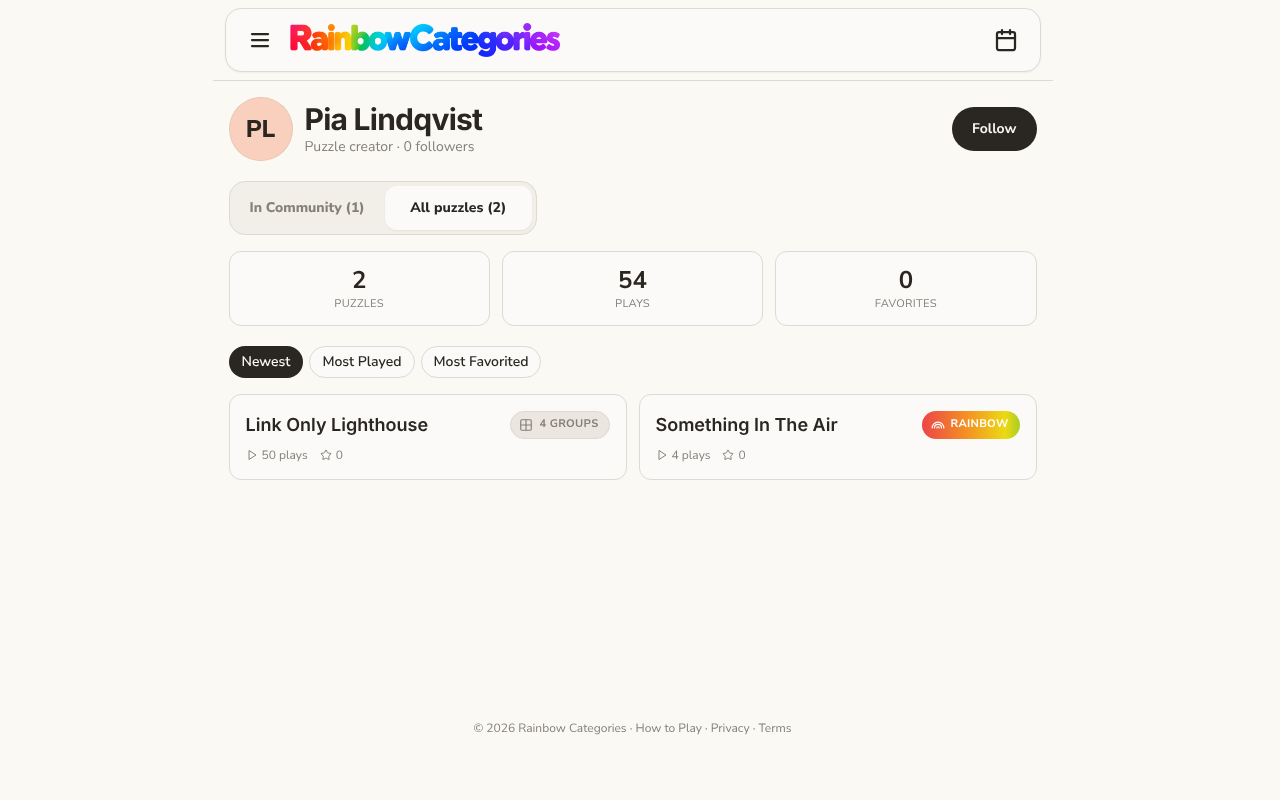 RainbowCategories
PL
Pia Lindqvist
Puzzle creator · 0 followers
Follow
In Community (1)
All puzzles (2)
2
PUZZLES
54
PLAYS
0
FAVORITES
Newest
Most Played
Most Favorited
Link Only Lighthouse
4 GROUPS
50 plays
0
Something In The Air
RAINBOW
4 plays
0
© 2026 Rainbow Categories · How to Play · Privacy · Terms